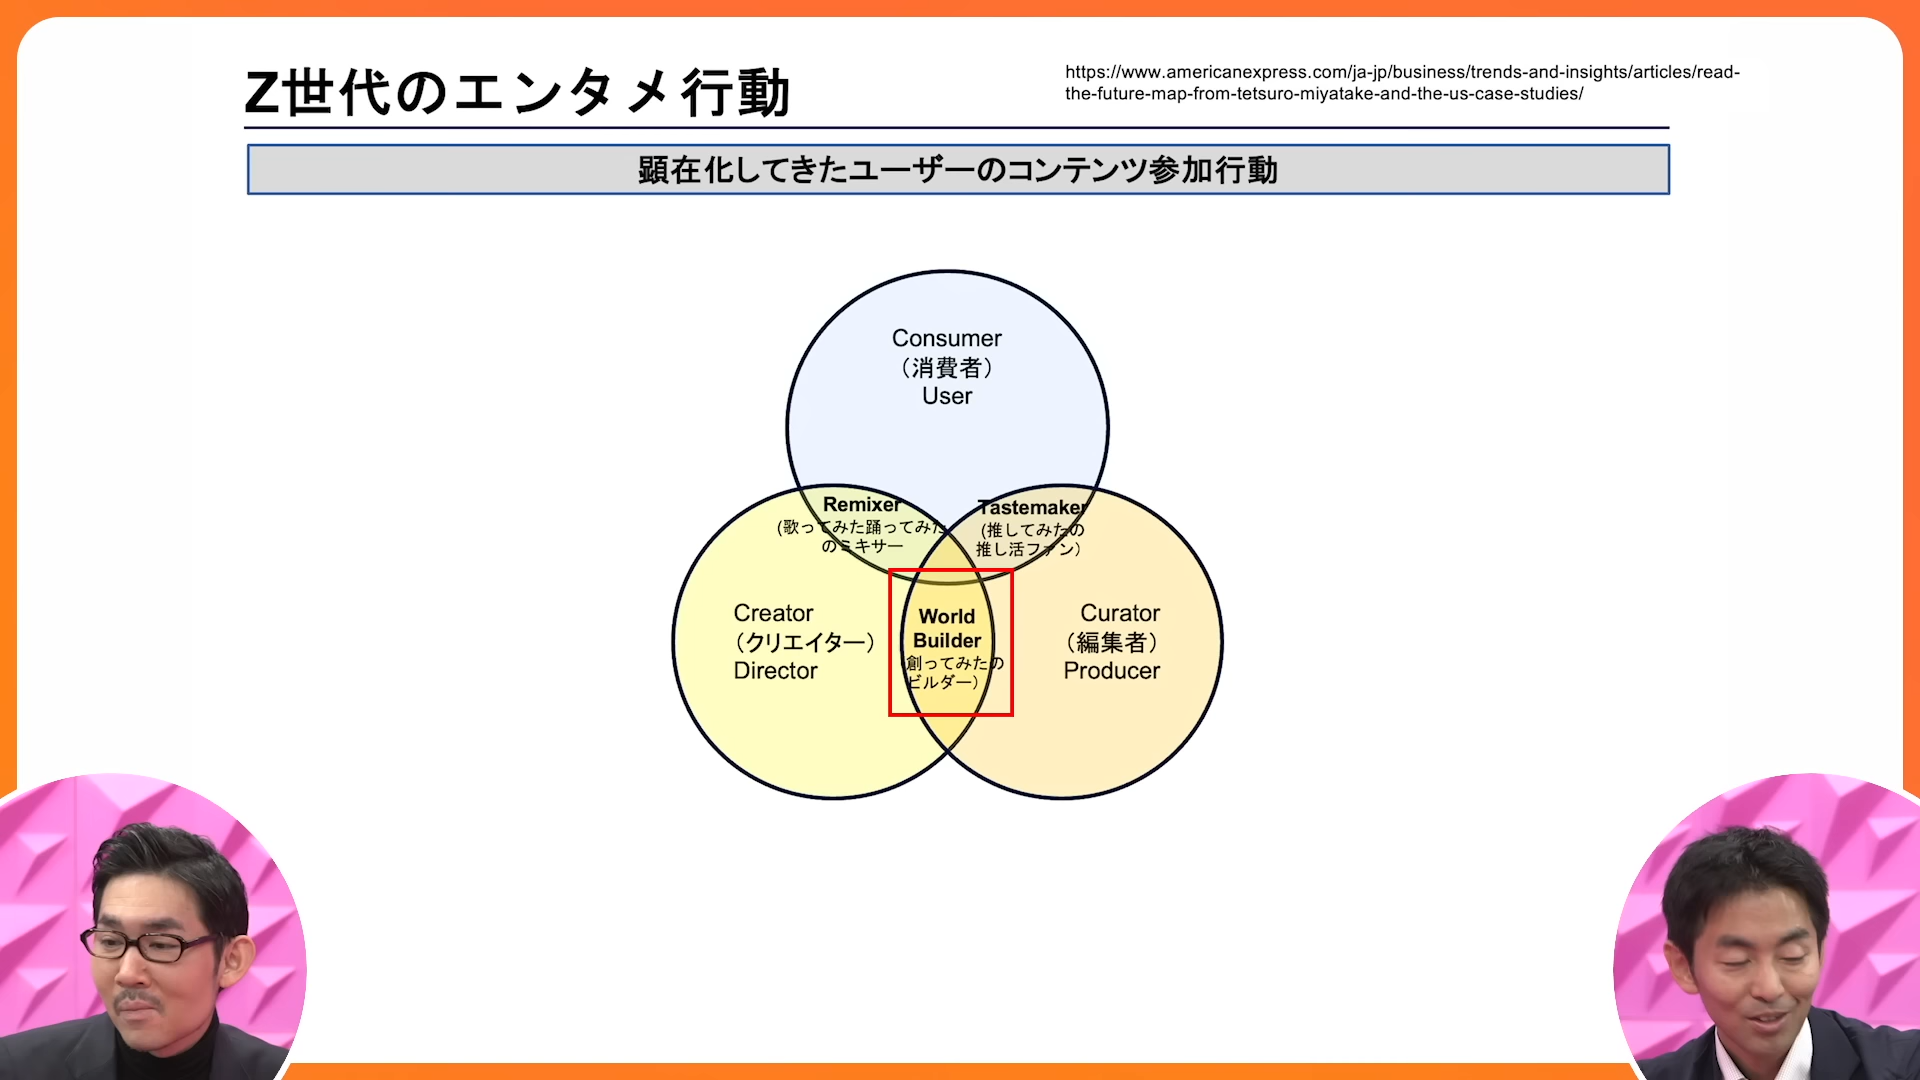 Z世代のエンタメ行動
https://www.americanexpress.com/ja-jp/business/trends-and-insights/articles/read-
the-future-map-from-tetsuro-miyatake-and-the-us-case-studies/
顕在化してきたユーザーのコンテンツ参加行動
Consumer
（消費者）
User
Remixer
(歌ってみた踊ってみた
のミキサー
Tastemaker
(推してみたの
推し活ファン）
Creator
（クリエイター）
Director
World
Builder
(創ってみたの
ビルダー）
Curator
（編集者）
Producer